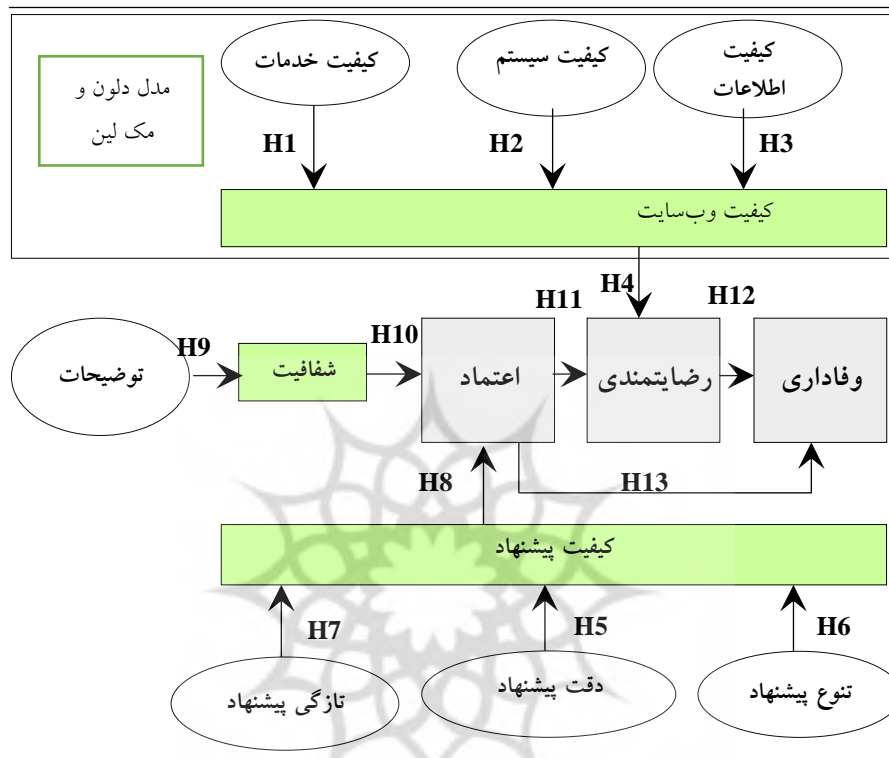 کیفیت خدمات
کیفیت سیستم
کیفیت
اطلاعات
مدل دلون و
مک لین
H1
H2
H3
کیفیت وب‌سایت
H4
H11
H12
H9
H10
توضیحات
شفافیت
اعتماد
رضایتمندی
وفاداری
H8
H13
کیفیت پیشنهاد
H7
H5
H6
تازگی پیشنهاد
دقت پیشنهاد
تنوع پیشنهاد